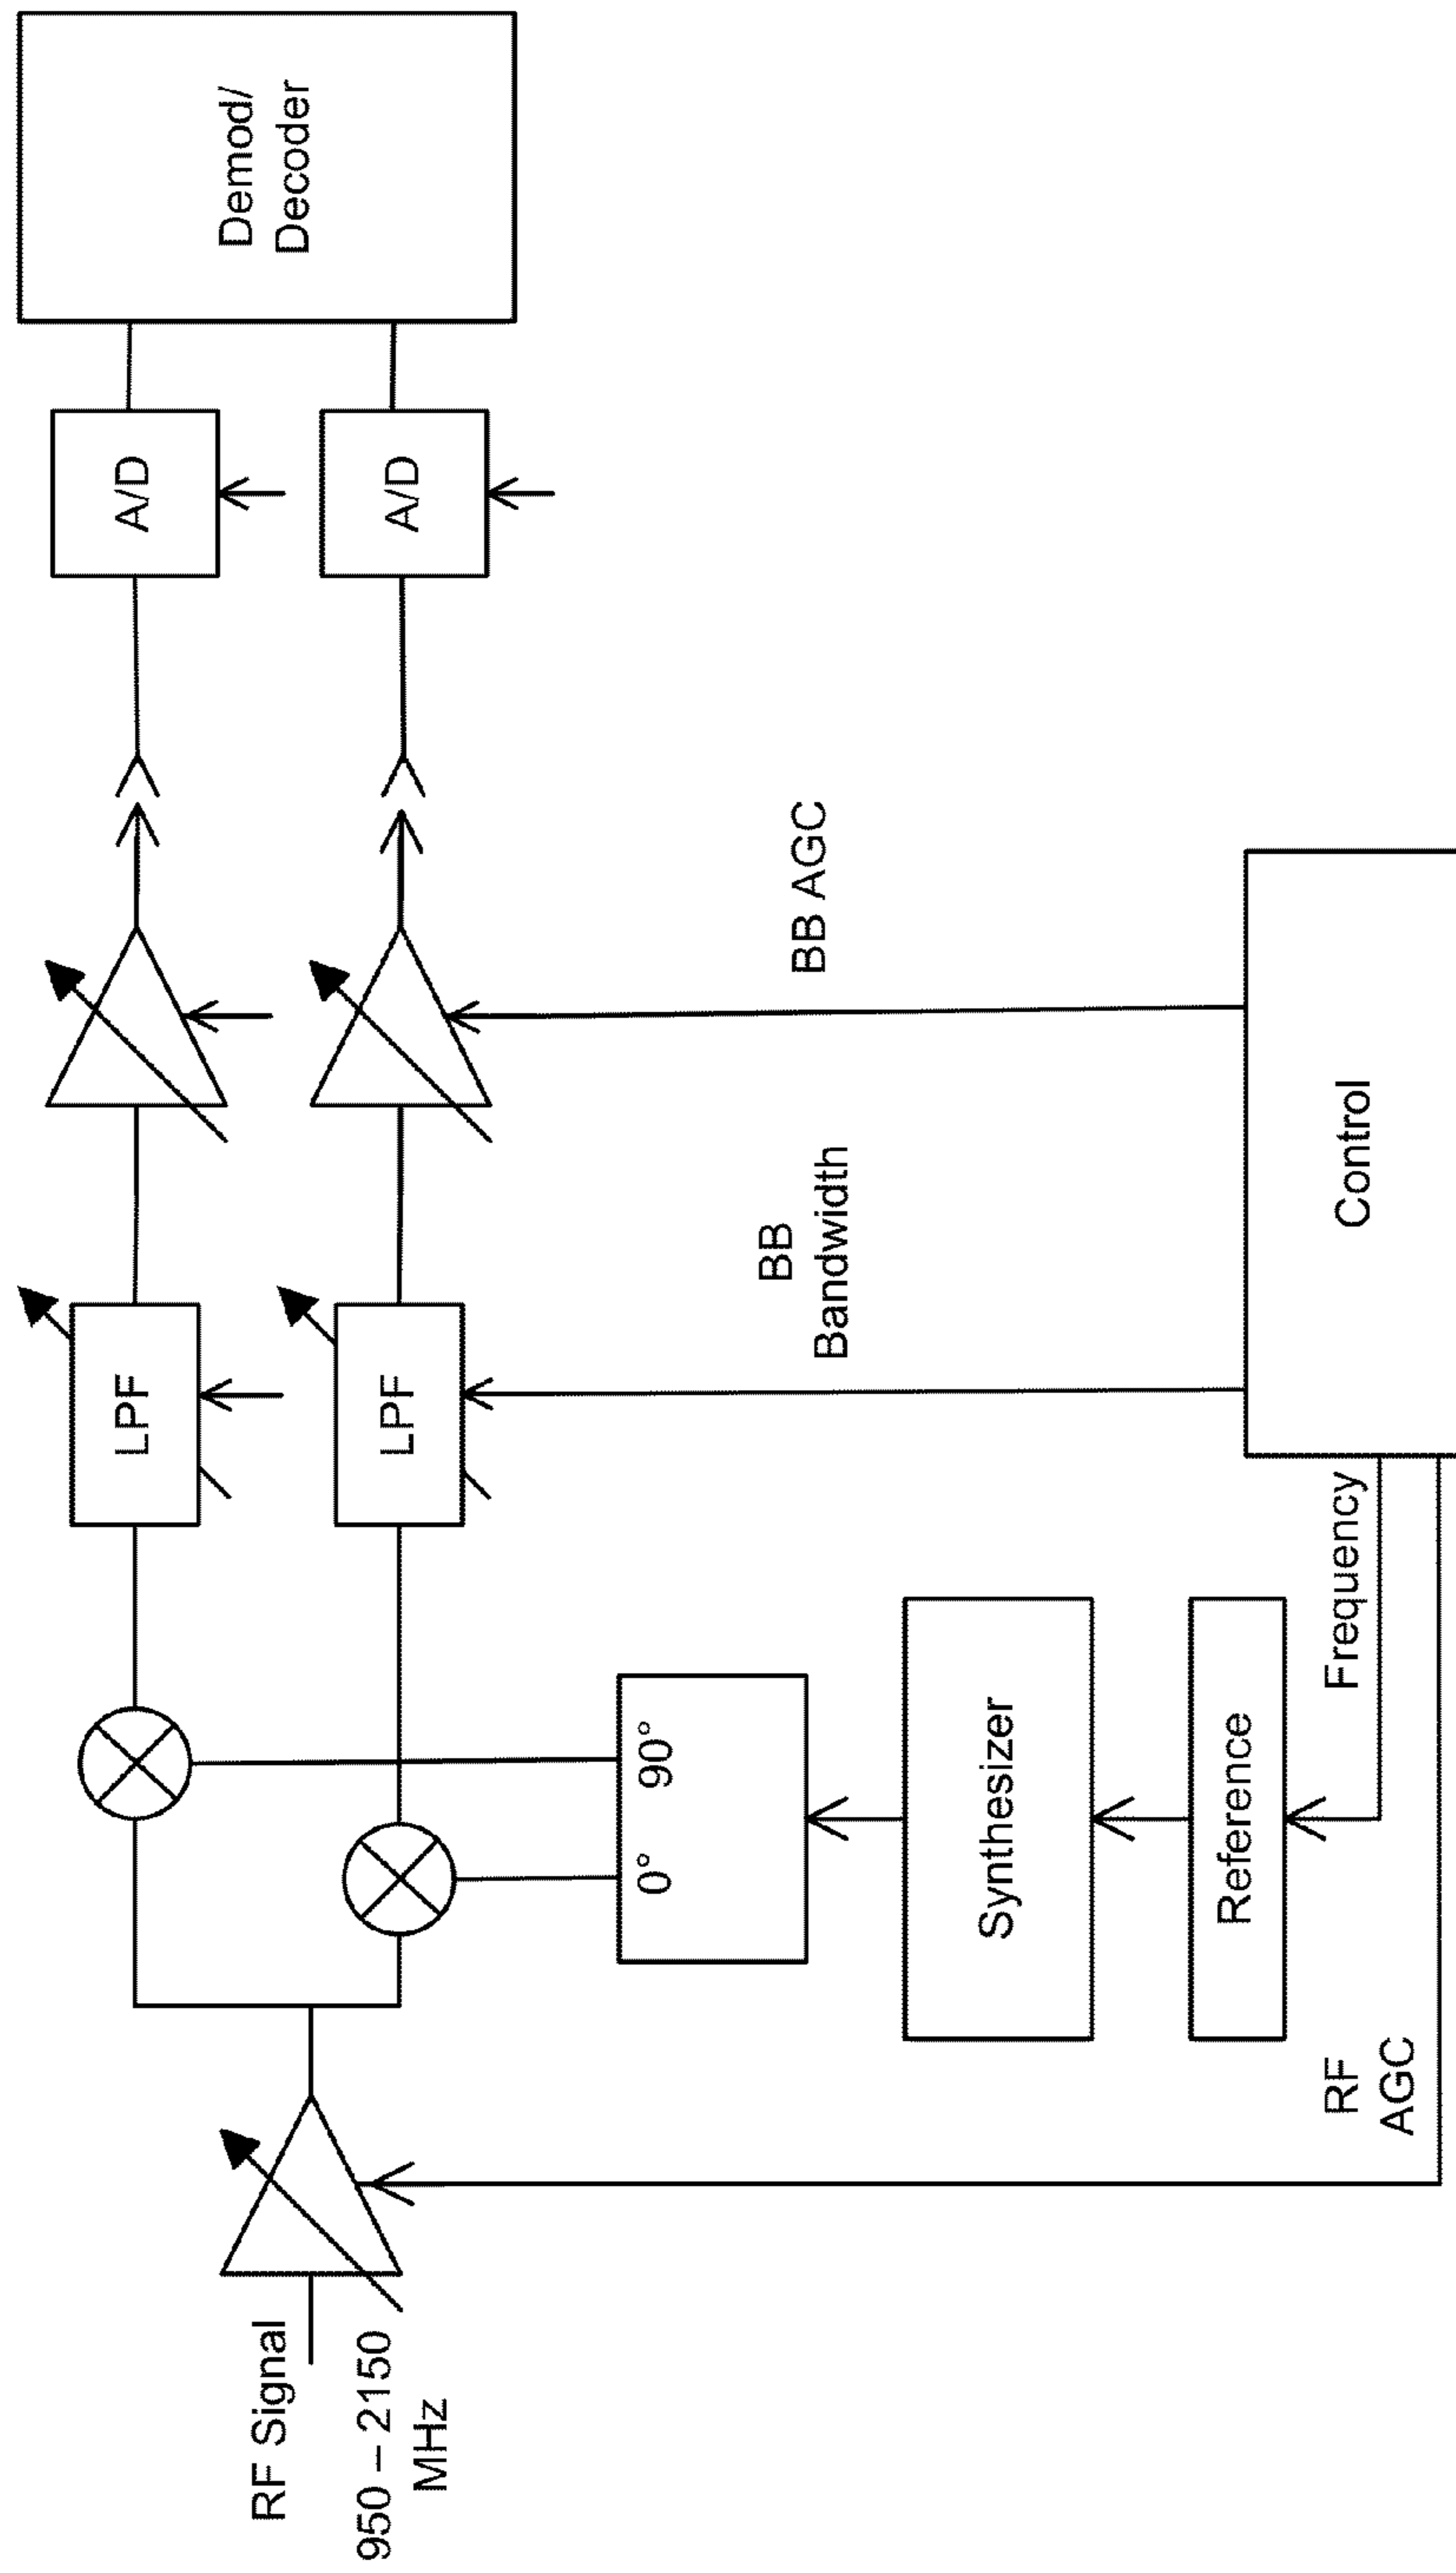 RF Signal
950 – 2150
MHz
LPF
A/D
Demod/
Decoder
LPF
A/D
0°
90°
BB
Bandwidth
BB AGC
Synthesizer
Reference
Frequency
RF
AGC
Control